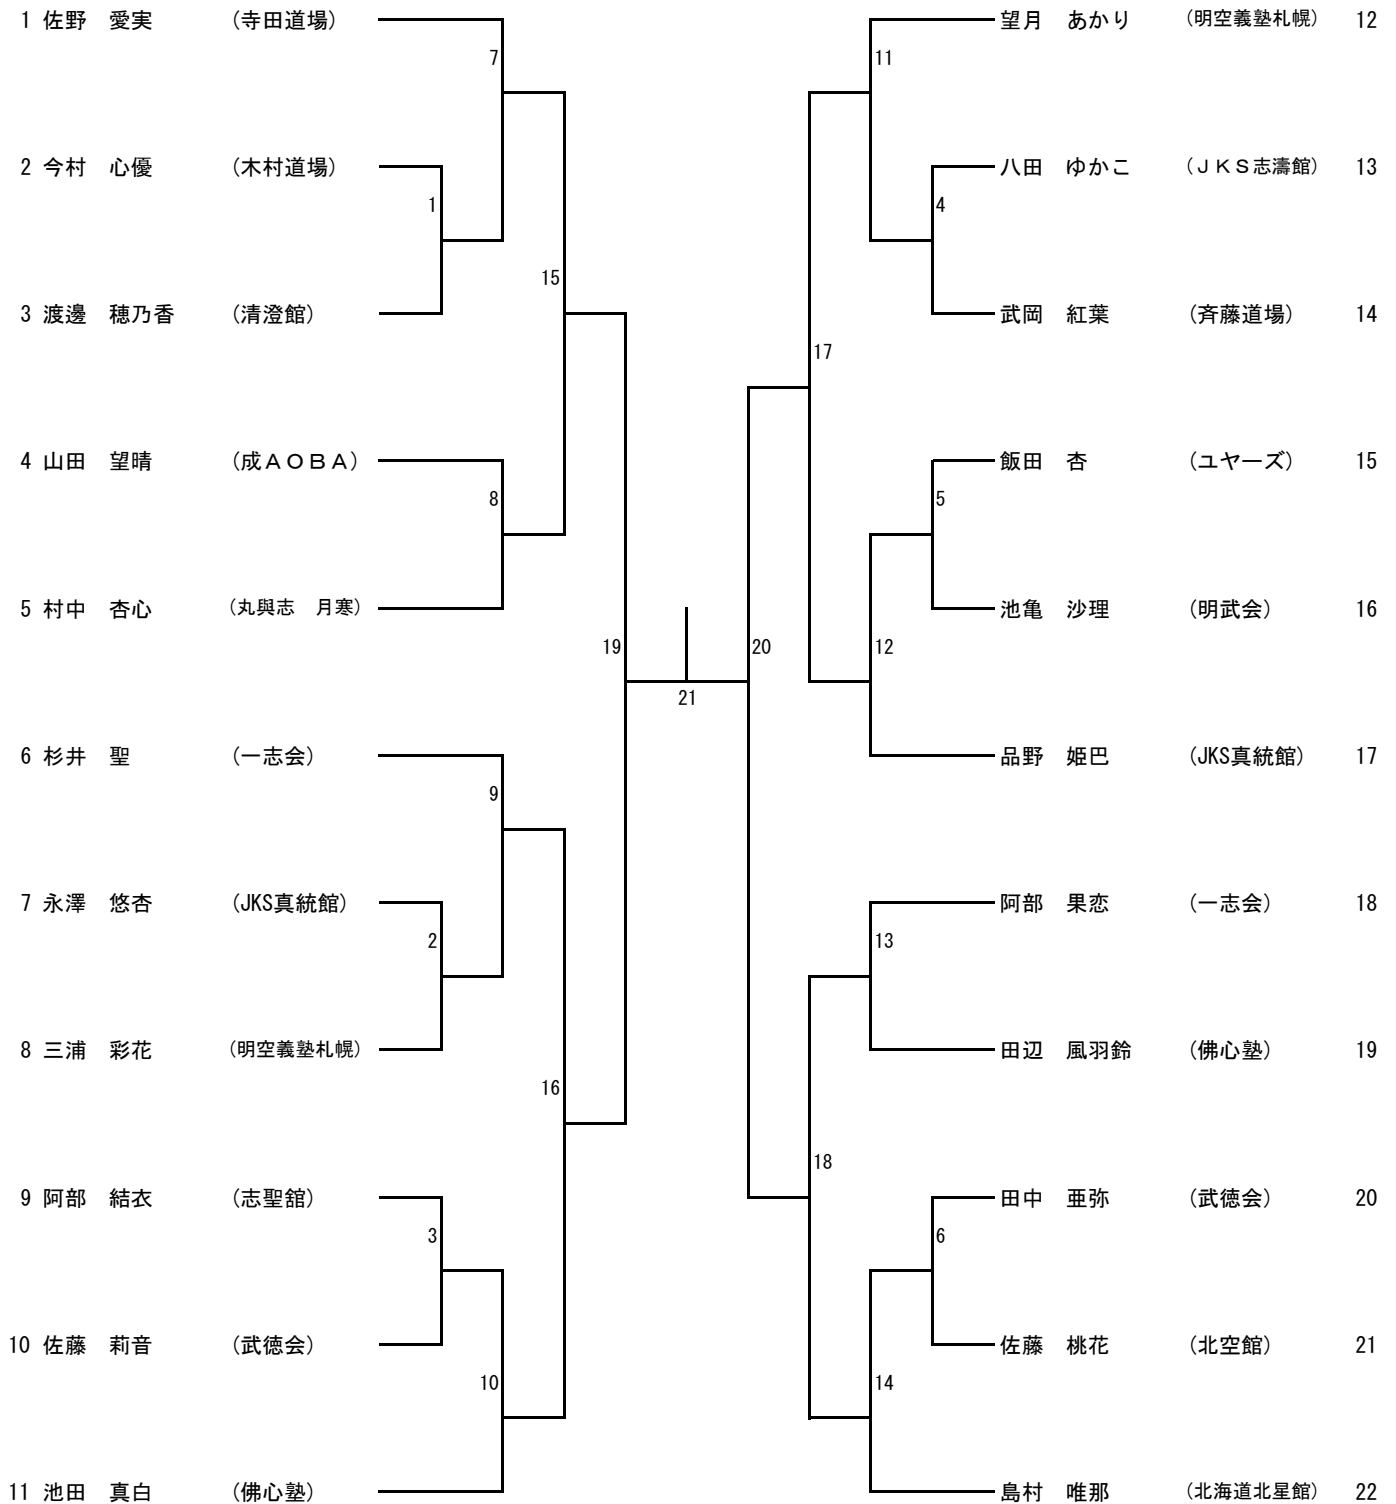 1 佐野　愛実 (寺田道場)
7
2 今村　心優 (木村道場)
1
3 渡邊　穂乃香 (清澄館)
15
4 山田　望晴 (成ＡＯＢＡ)
8
5 村中　杏心 (丸與志　月寒)
19
6 杉井　聖 (一志会)
9
7 永澤　悠杏 (JKS真統館)
2
8 三浦　彩花 (明空義塾札幌)
16
9 阿部　結衣 (志聖舘)
3
10 佐藤　莉音 (武徳会)
10
11 池田　真白 (佛心塾)
21
望月　あかり (明空義塾札幌) 12
11
八田　ゆかこ (ＪＫＳ志濤館) 13
4
武岡　紅葉 (斉藤道場) 14
17
飯田　杏 (ユヤーズ) 15
5
池亀　沙理 (明武会) 16
20
12
品野　姫巴 (JKS真統館) 17
阿部　果恋 (一志会) 18
13
田辺　風羽鈴 (佛心塾) 19
18
田中　亜弥 (武徳会) 20
6
佐藤　桃花 (北空館) 21
14
島村　唯那 (北海道北星館) 22